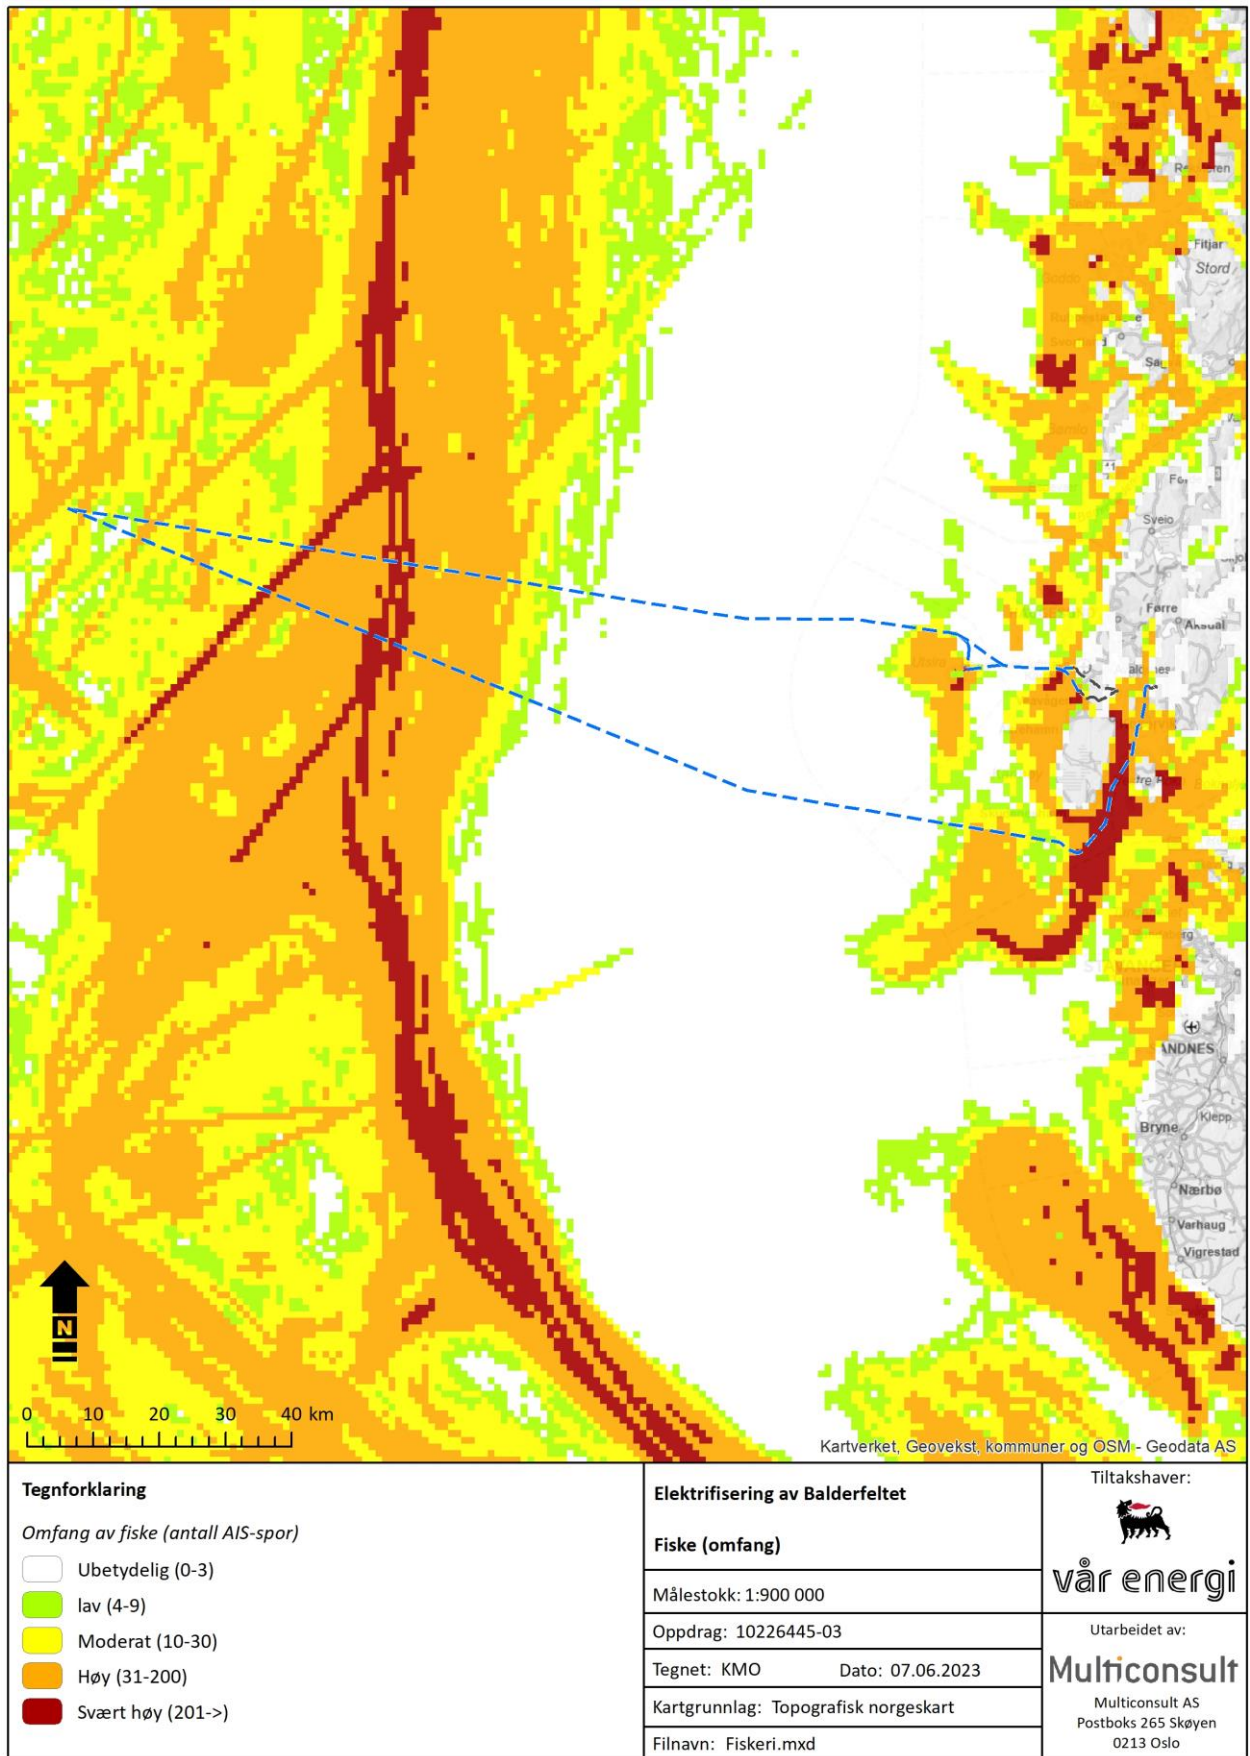 Fitjar
Stord
Sveio
Førre
Utsira
ANDNES
Klepp
Bryne
Nærbø
Varhaug
Vigrestad
N
0 10 20 30 40 km
Kartverket, Geovekst, kommuner og OSM - Geodata AS
Tegnforklaring
Omfang av fiske (antall AIS-spor)
Ubetydelig (0-3)
lav (4-9)
Moderat (10-30)
Høy (31-200)
Svært høy (201->)
Elektrifisering av Balderfeltet
Fiske (omfang)
Målestokk: 1:900 000
Oppdrag: 10226445-03
Tegnet: KMO Dato: 07.06.2023
Kartgrunnlag: Topografisk norgeskart
Filnavn: Fiskeri.mxd
Tiltakshaver:
vår energi
Utarbeidet av:
Multiconsult
Multiconsult AS
Postboks 265 Skøyen
0213 Oslo